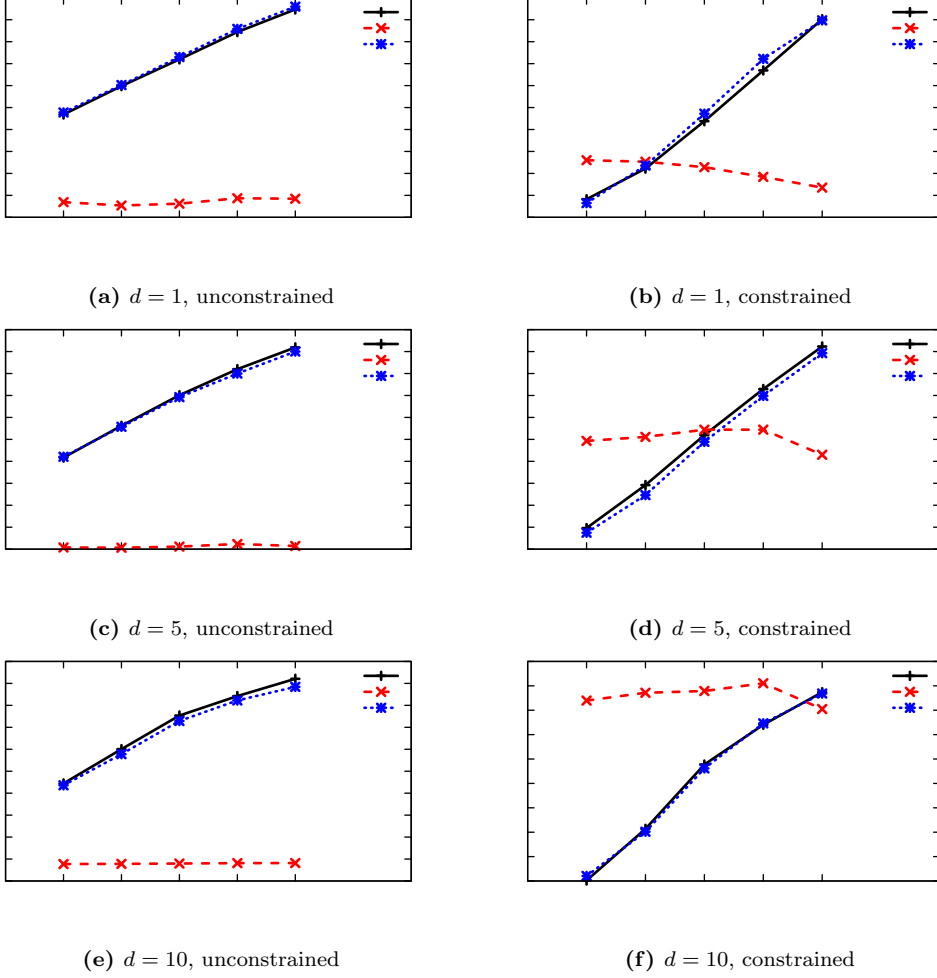 (a) d = 1, unconstrained
(b) d = 1, constrained
(c) d = 5, unconstrained
(d) d = 5, constrained
(e) d = 10, unconstrained
(f) d = 10, constrained